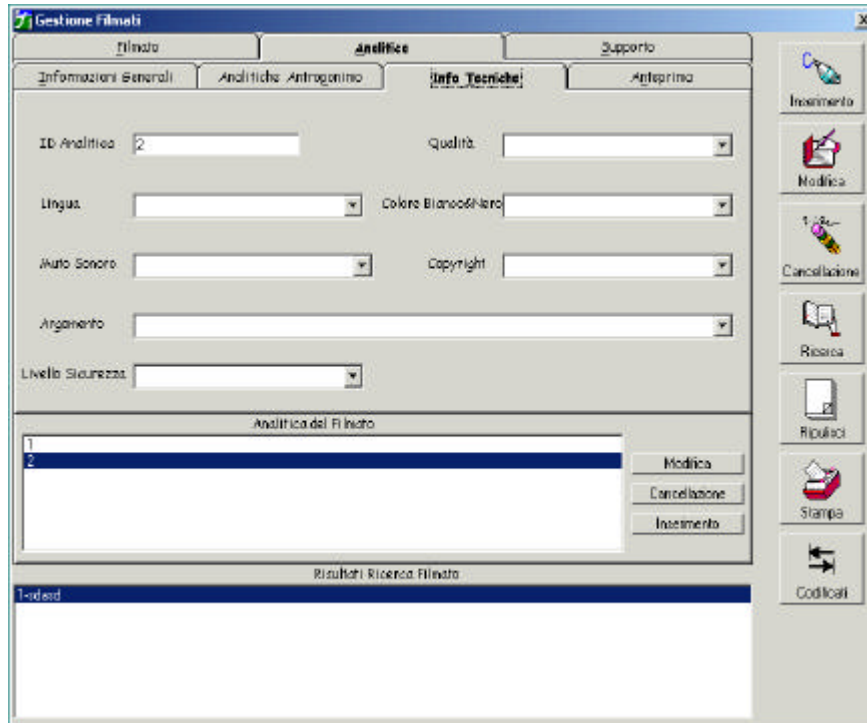 Gestione Filmati
Filmato Analitica Supporto
Informazioni Generali Analitiche Antrogonimo Info Tecniche Anteprima
ID Analitica 2 Qualità
Lingua Colore Bianco&Nero
Muto Sonoro Copyright
Argomento
Livello Sicurezza
Analitica del Filmato
1
2
Modifica
Cancellazione
Inserimento
Risultati Ricerca Filmato
1-sdasd
Inserimento
Modifica
Cancellazione
Ricerca
Ripulisci
Stampa
Codificati